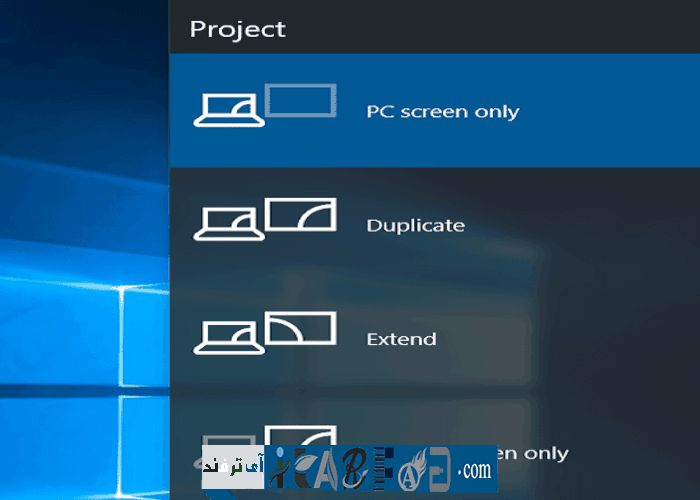 Project
PC screen only
Duplicate
Extend
en only
آی ترفند
.com